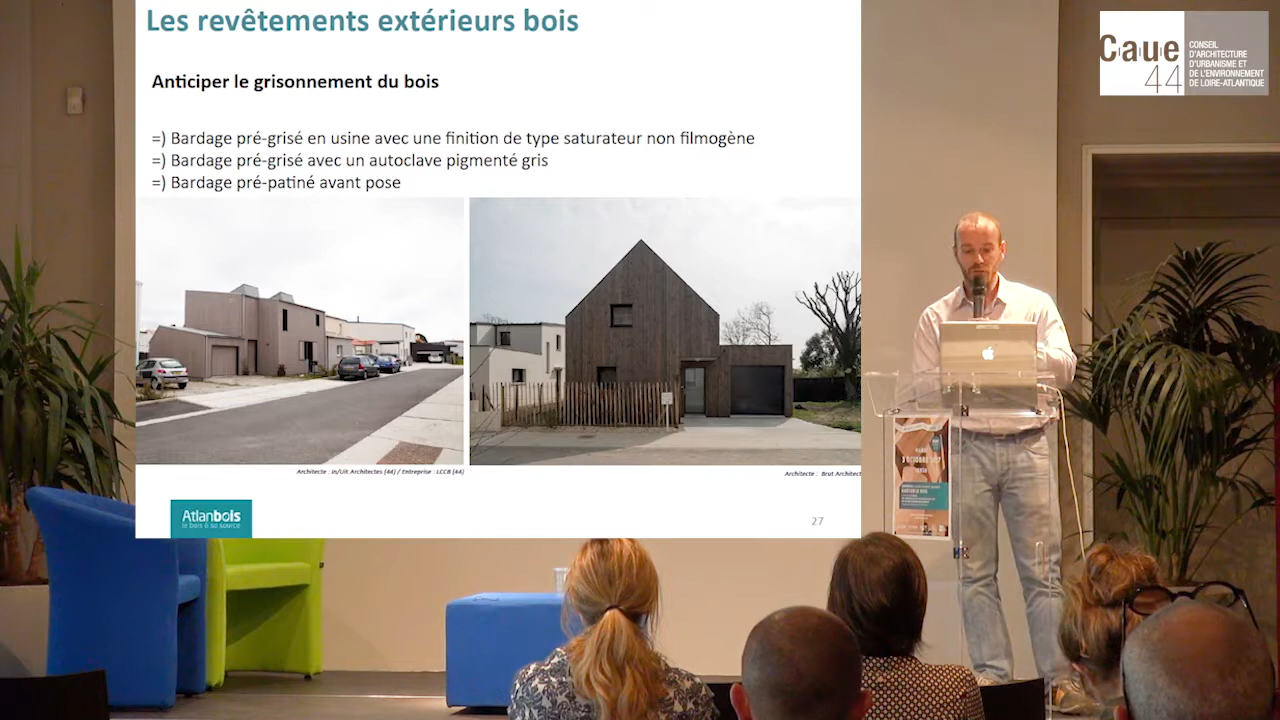 Les revêtements extérieurs bois
Anticiper le grisonnement du bois
=) Bardage pré-grisé en usine avec une finition de type saturateur non filmogène
=) Bardage pré-grisé avec un autoclave pigmenté gris
=) Bardage pré-patiné avant pose
Architecte : In/Uit Architectes (44) / Entreprise : LCCB (44)
Architecte : Brut Architect
Atlanbois
le bois à sa source
27
Caue
44
CONSEIL
D'ARCHITECTURE
D'URBANISME ET
DE L'ENVIRONNEMENT
DE LOIRE-ATLANTIQUE